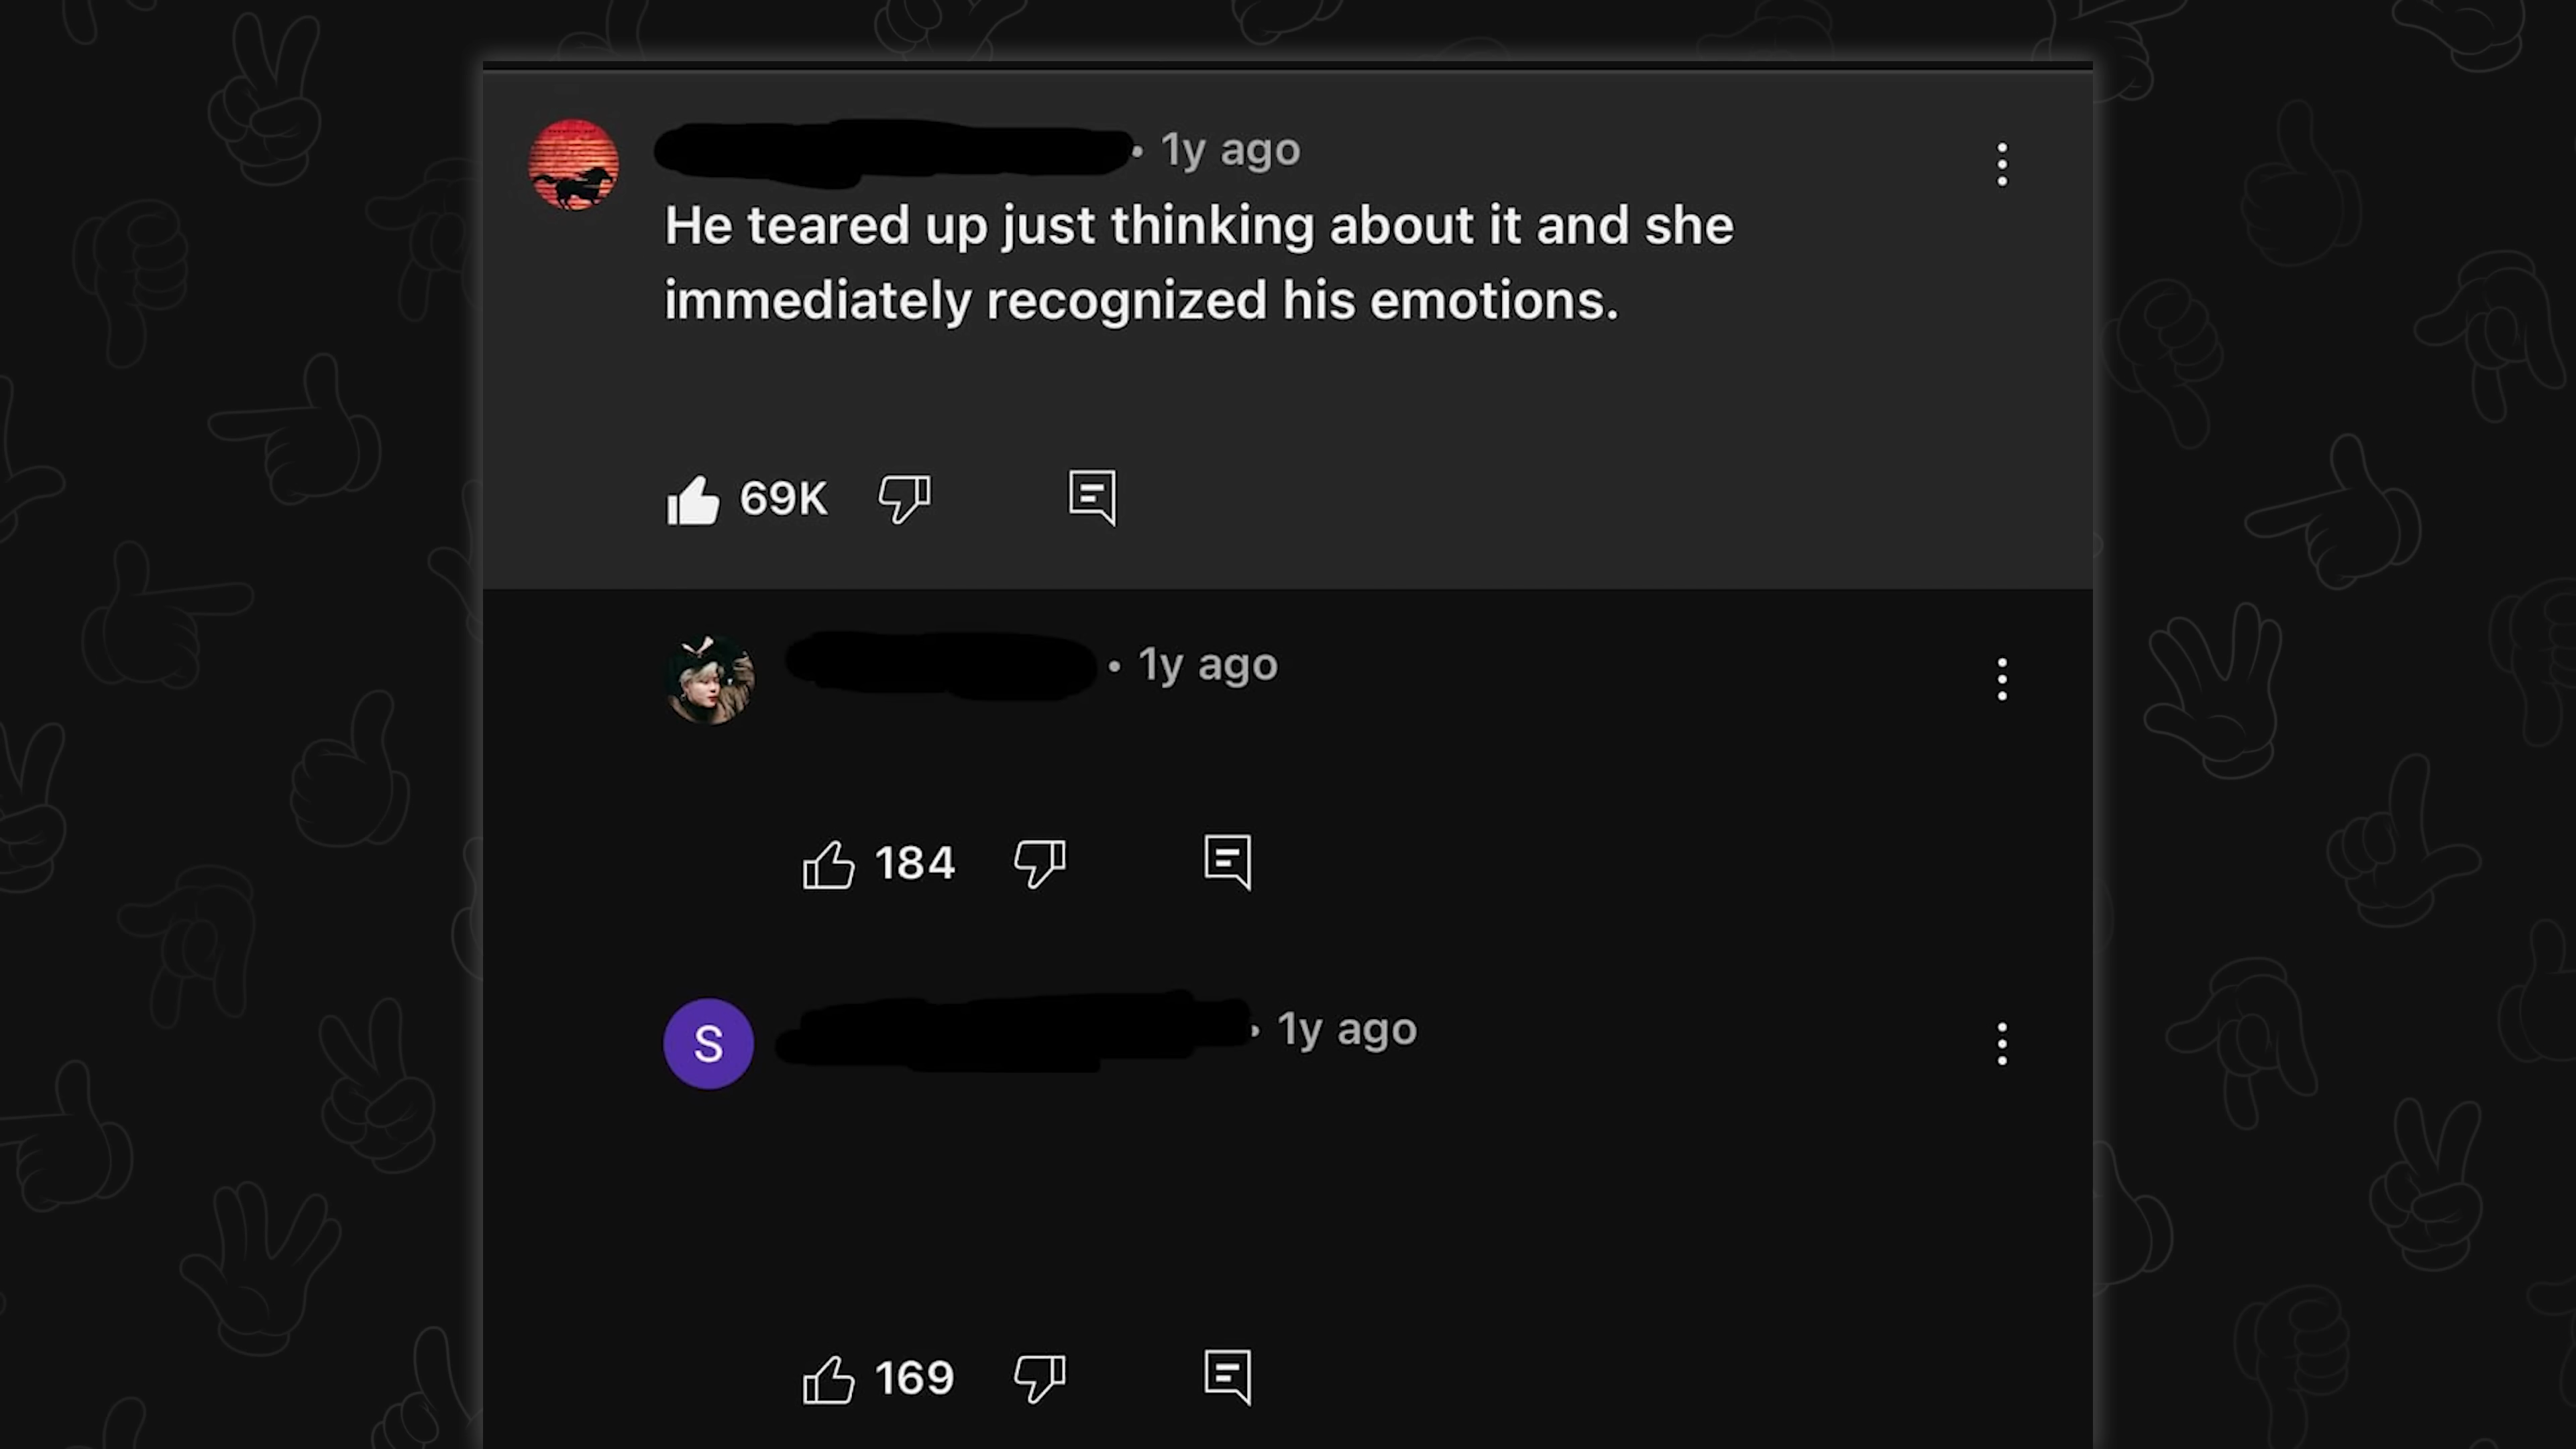 • 1y ago
He teared up just thinking about it and she
immediately recognized his emotions.
69K
• 1y ago
184
S
• 1y ago
169